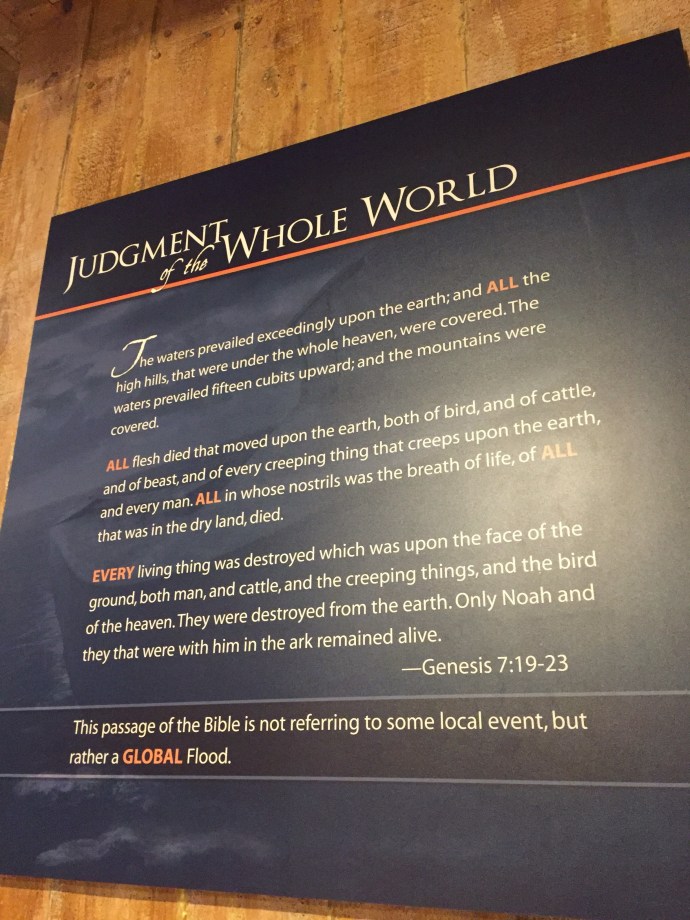 JUDGMENT of the WHOLE WORLD
The waters prevailed exceedingly upon the earth; and ALL the
high hills, that were under the whole heaven, were covered. The
waters prevailed fifteen cubits upward; and the mountains were
covered.
ALL flesh died that moved upon the earth, both of bird, and of cattle,
and of beast, and of every creeping thing that creeps upon the earth,
and every man. ALL in whose nostrils was the breath of life, of ALL
that was in the dry land, died.
EVERY living thing was destroyed which was upon the face of the
ground, both man, and cattle, and the creeping things, and the bird
of the heaven. They were destroyed from the earth. Only Noah and
they that were with him in the ark remained alive.
—Genesis 7:19-23
This passage of the Bible is not referring to some local event, but
rather a GLOBAL Flood.